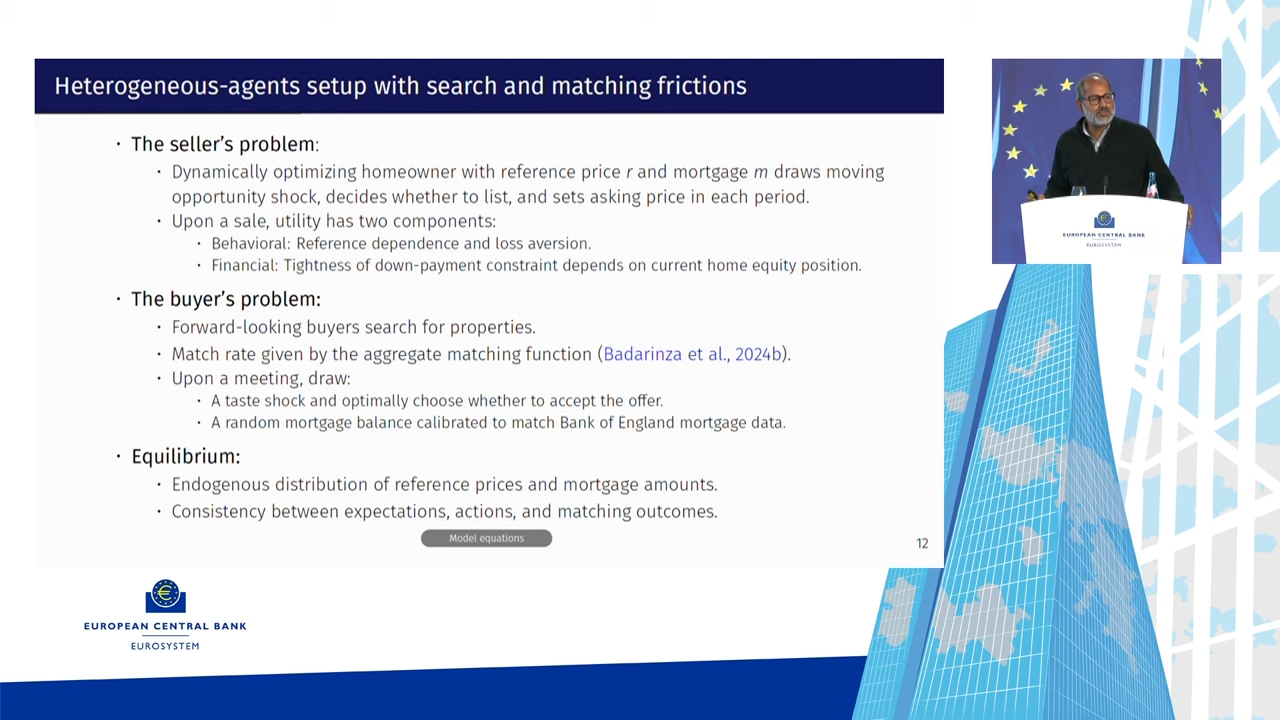 Heterogeneous-agents setup with search and matching frictions
· The seller's problem:
· Dynamically optimizing homeowner with reference price r and mortgage m draws moving
opportunity shock, decides whether to list, and sets asking price in each period.
· Upon a sale, utility has two components:
· Behavioral: Reference dependence and loss aversion.
· Financial: Tightness of down-payment constraint depends on current home equity position.
· The buyer's problem:
· Forward-looking buyers search for properties.
· Match rate given by the aggregate matching function (Badarinza et al., 2024b).
· Upon a meeting, draw:
· A taste shock and optimally choose whether to accept the offer.
· A random mortgage balance calibrated to match Bank of England mortgage data.
· Equilibrium:
· Endogenous distribution of reference prices and mortgage amounts.
· Consistency between expectations, actions, and matching outcomes.
Model equations
12
EUROPEAN CENTRAL BANK
EUROSYSTEM
EUROPEAN CENTRAL BANK
EUROSYSTEM